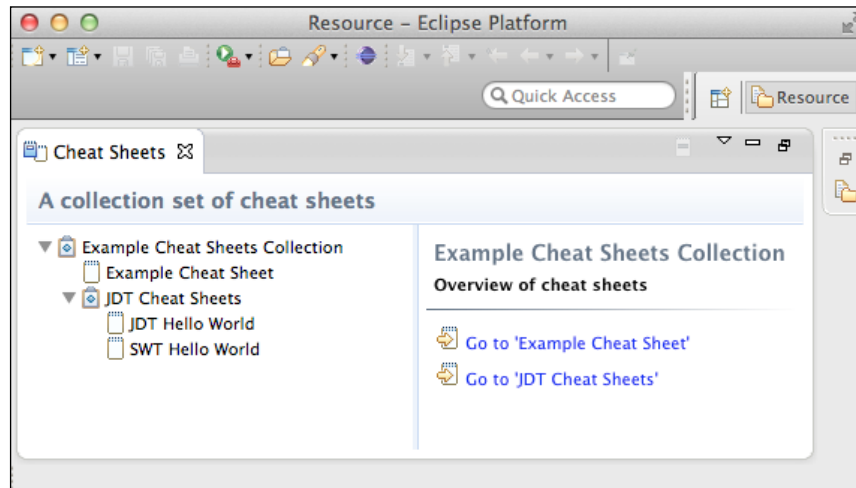 Resource – Eclipse Platform
Quick Access
Resource
Cheat Sheets
A collection set of cheat sheets
Example Cheat Sheets Collection
Example Cheat Sheet
JDT Cheat Sheets
JDT Hello World
SWT Hello World
Example Cheat Sheets Collection
Overview of cheat sheets
Go to 'Example Cheat Sheet'
Go to 'JDT Cheat Sheets'